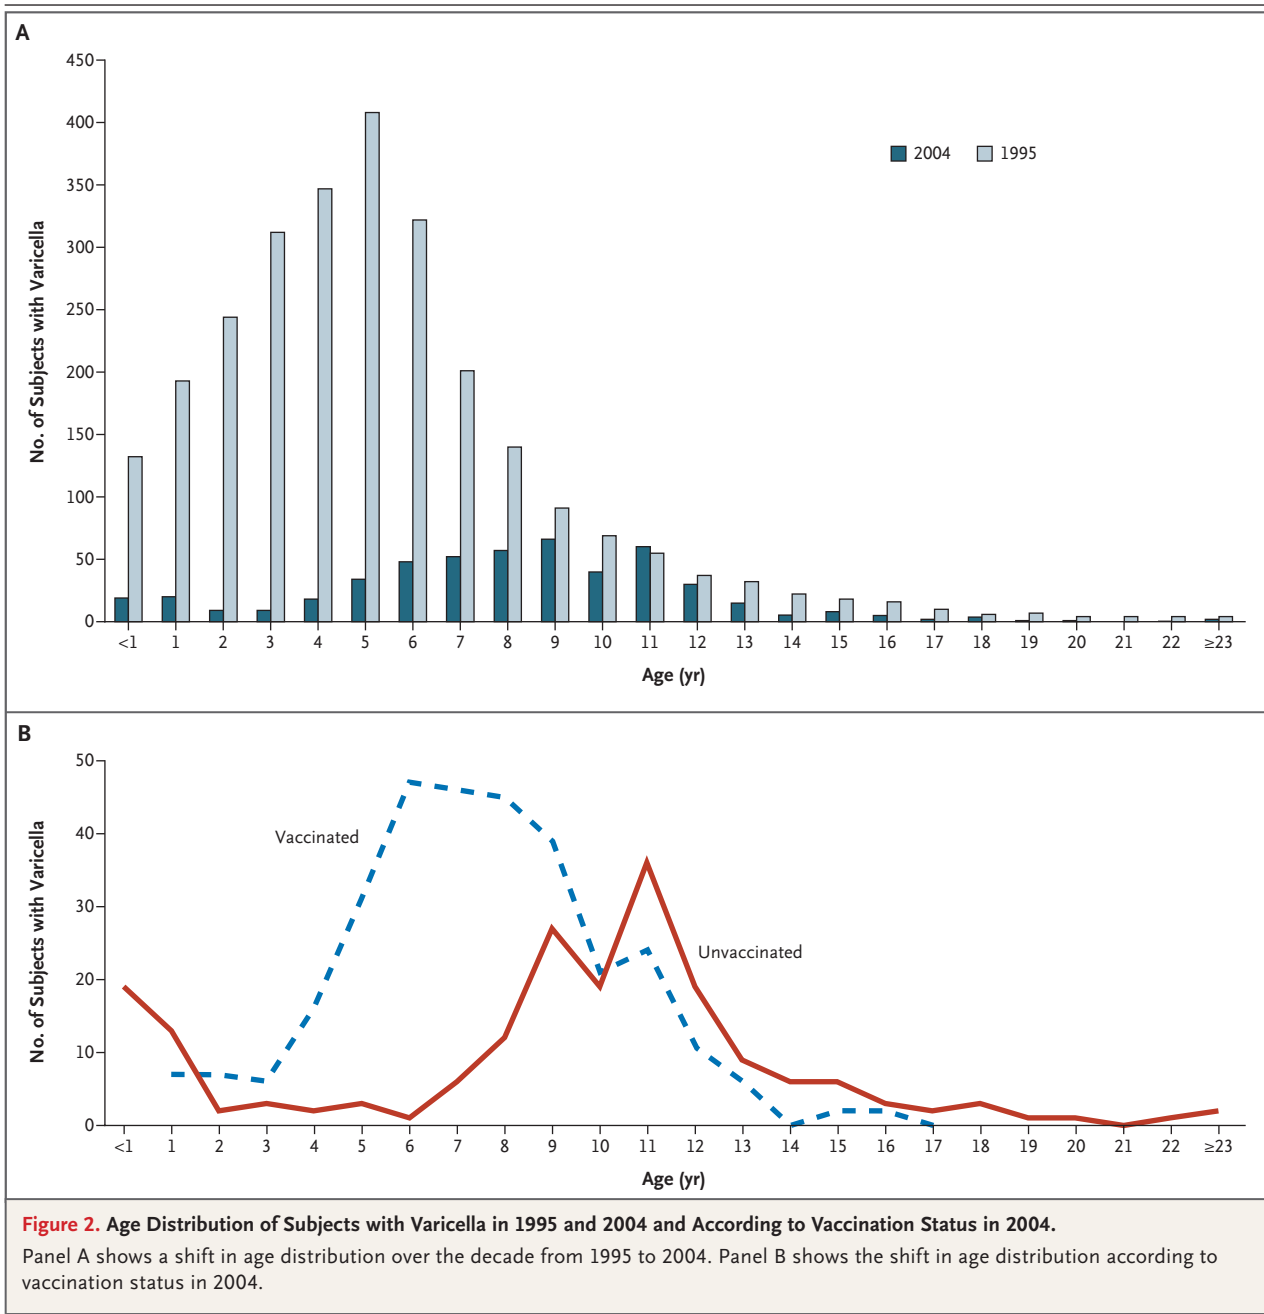 A
450
400
350
300
250
200
150
100
50
0
No. of Subjects with Varicella
2004 1995
<1 1 2 3 4 5 6 7 8 9 10 11 12 13 14 15 16 17 18 19 20 21 22 ≥23
Age (yr)
B
50
40
30
20
10
0
No. of Subjects with Varicella
Vaccinated
Unvaccinated
<1 1 2 3 4 5 6 7 8 9 10 11 12 13 14 15 16 17 18 19 20 21 22 ≥23
Age (yr)
Figure 2. Age Distribution of Subjects with Varicella in 1995 and 2004 and According to Vaccination Status in 2004.
Panel A shows a shift in age distribution over the decade from 1995 to 2004. Panel B shows the shift in age distribution according to
vaccination status in 2004.